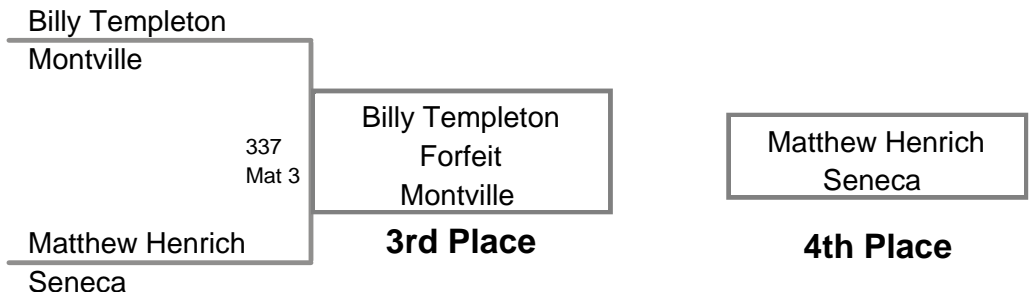 Billy Templeton
Montville
337
Mat 3
Matthew Henrich
Seneca
Billy Templeton
Forfeit
Montville
3rd Place
Matthew Henrich
Seneca
4th Place